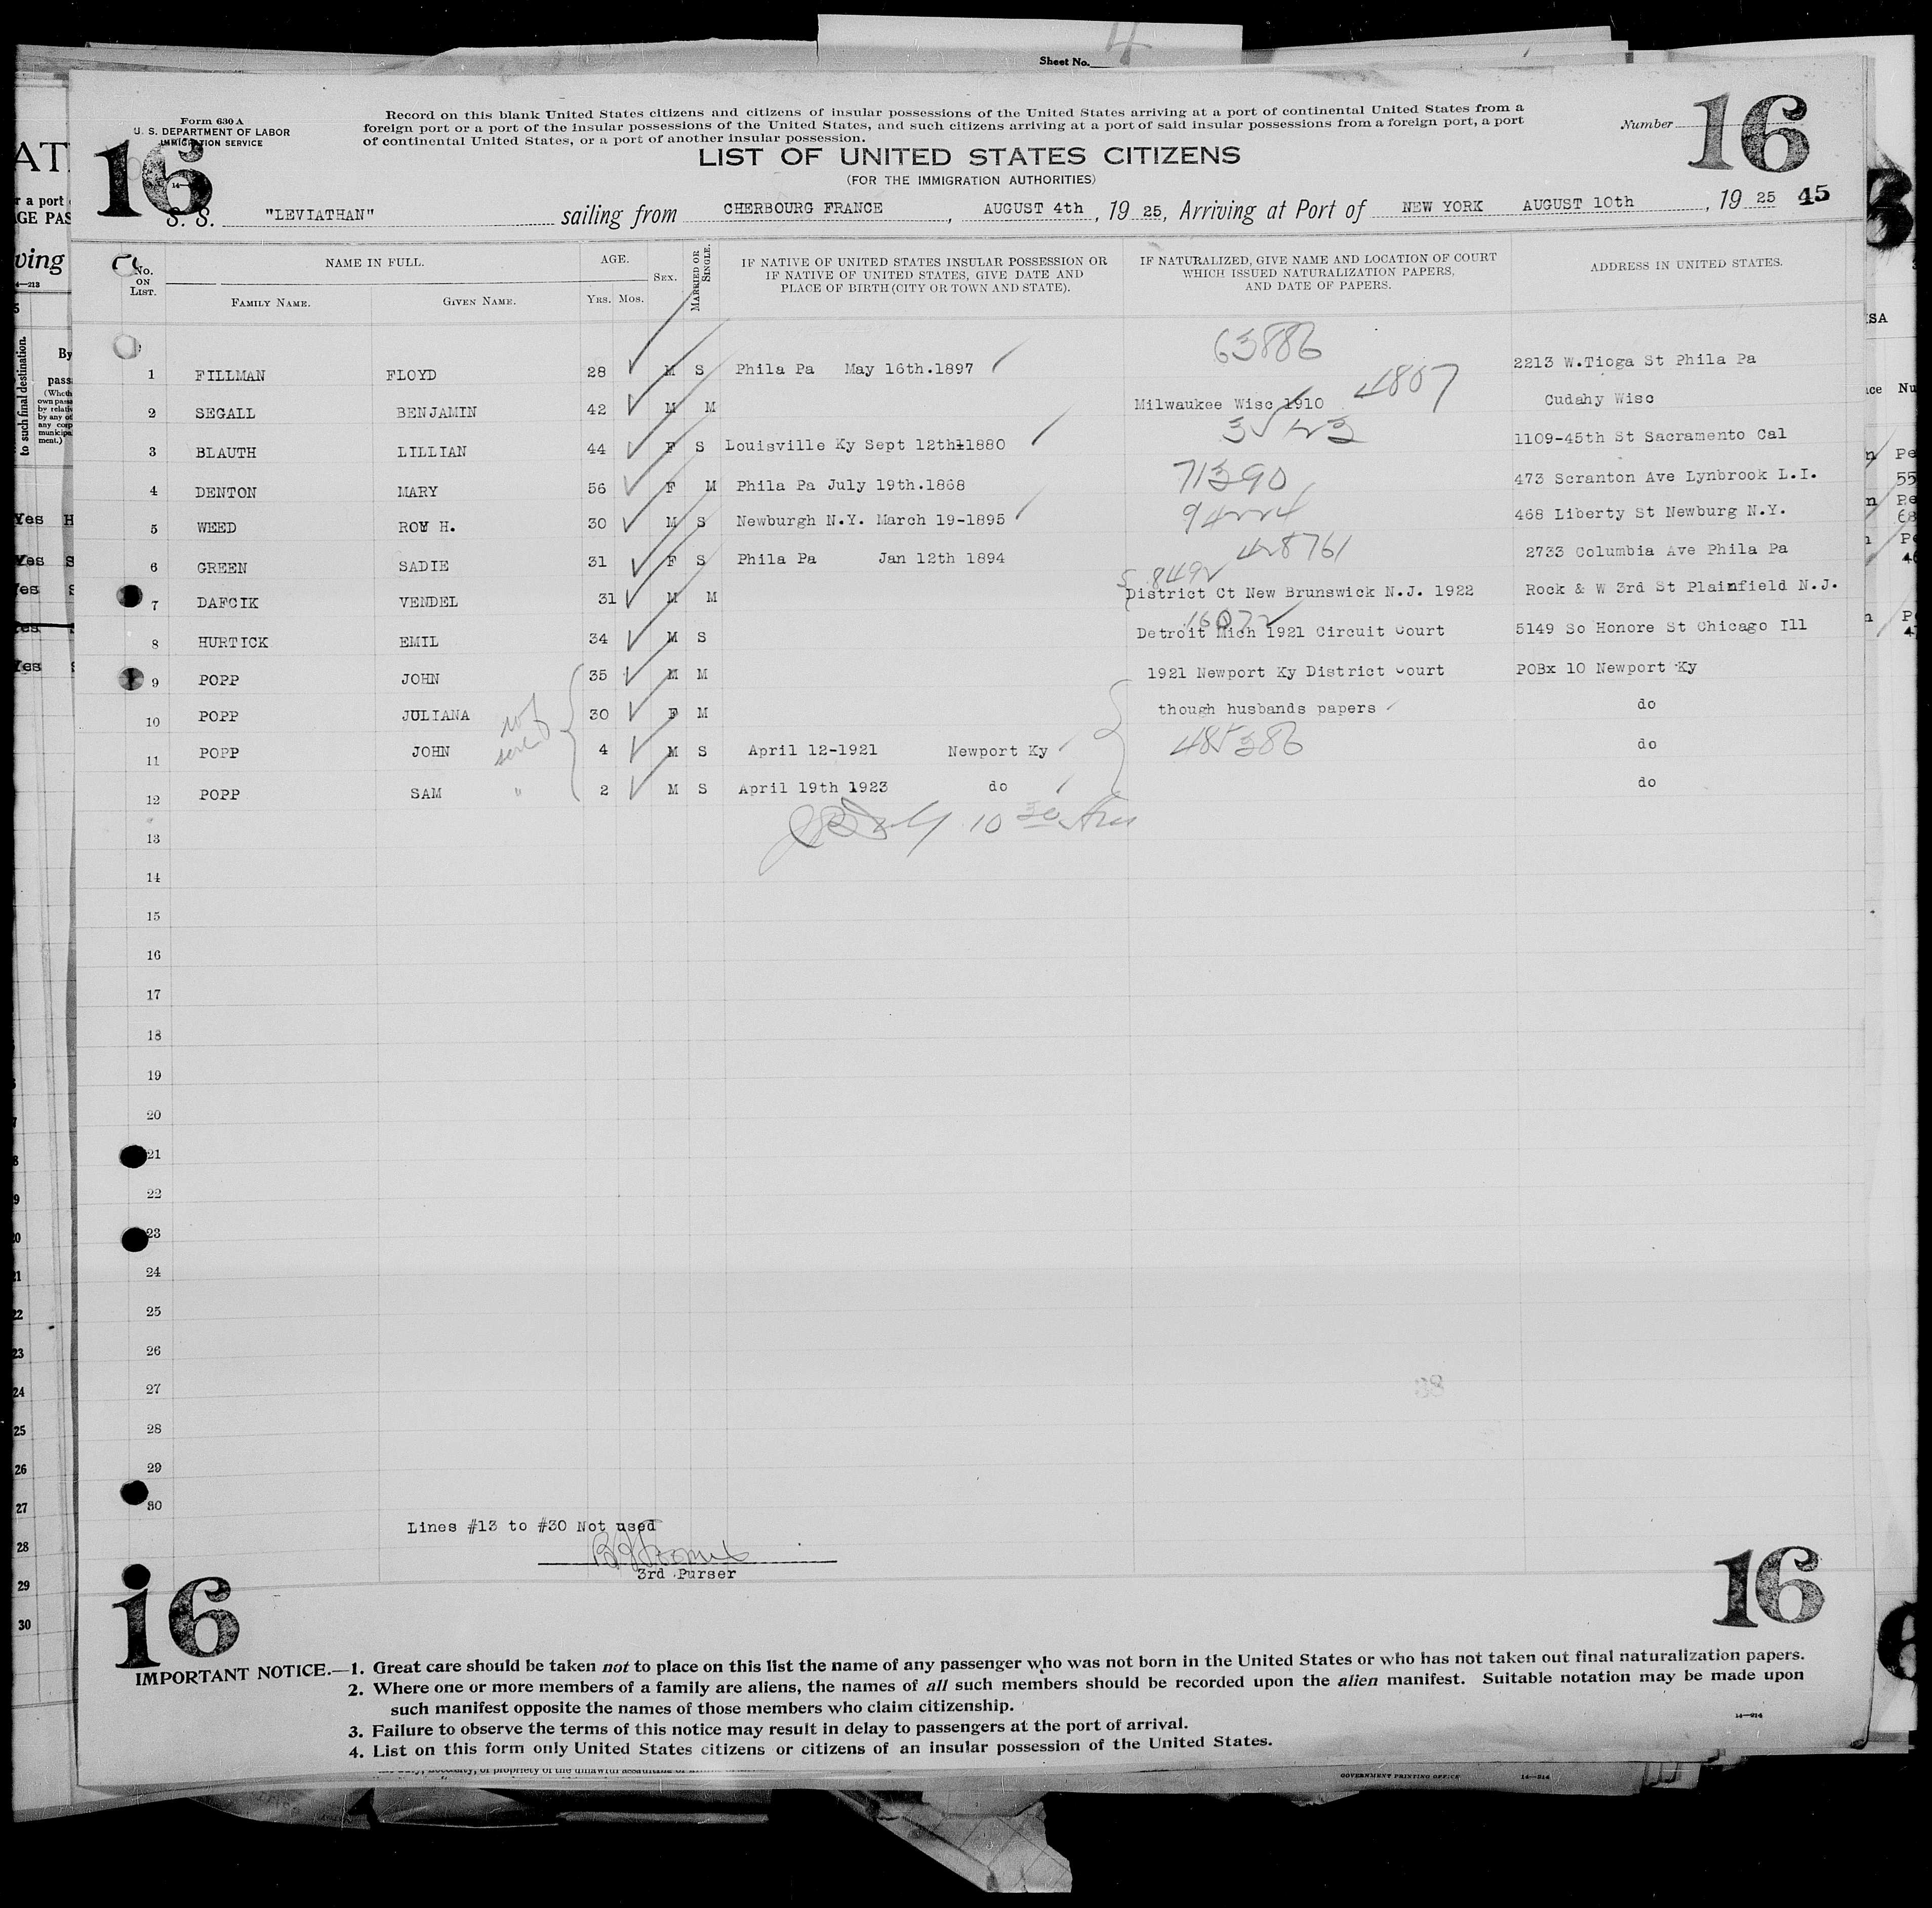 Sheet No.
4
Form 630 A
U. S. DEPARTMENT OF LABOR
IMMIGRATION SERVICE
16
Record on this blank United States citizens and citizens of insular possessions of the United States arriving at a port of continental United States from a
foreign port or a port of the insular possessions of the United States, and such citizens arriving at a port of said insular possessions from a foreign port, a port
of continental United States, or a port of another insular possession.
Number 16
LIST OF UNITED STATES CITIZENS
(FOR THE IMMIGRATION AUTHORITIES)
S. S. "LEVIATHAN" sailing from CHERBOURG FRANCE, AUGUST 4th, 19 25, Arriving at Port of NEW YORK AUGUST 10th, 19 25 45
No. ON LIST. NAME IN FULL. FAMILY NAME. GIVEN NAME. AGE. YRS. MOS. SEX. MARRIED OR SINGLE. IF NATIVE OF UNITED STATES INSULAR POSSESSION OR IF NATIVE OF UNITED STATES, GIVE DATE AND PLACE OF BIRTH (CITY OR TOWN AND STATE). IF NATURALIZED, GIVE NAME AND LOCATION OF COURT WHICH ISSUED NATURALIZATION PAPERS, AND DATE OF PAPERS. ADDRESS IN UNITED STATES.
1 FILLMAN FLOYD 28 M S Phila Pa May 16th.1897 63886 2213 W.Tioga St Phila Pa
2 SEGALL BENJAMIN 42 M M Milwaukee Wisc 1910 4807 Cudahy Wisc
3 BLAUTH LILLIAN 44 F S Louisville Ky Sept 12th1880 1109-45th St Sacramento Cal
4 DENTON MARY 56 F M Phila Pa July 19th.1868 71390 473 Scranton Ave Lynbrook L.I.
5 WEED ROY H. 30 M S Newburgh N.Y. March 19-1895 94224 468 Liberty St Newburg N.Y.
6 GREEN SADIE 31 F S Phila Pa Jan 12th 1894 428761 2733 Columbia Ave Phila Pa
7 DAFCIK VENDEL 31 M M 8492 District Ct New Brunswick N.J. 1922 Rock & W 3rd St Plainfield N.J.
8 HURTICK EMIL 34 M S 16072 Detroit Mich 1921 Circuit Court 5149 So Honore St Chicago Ill
9 POPP JOHN 35 M M 1921 Newport Ky District Court POBx 10 Newport Ky
10 POPP JULIANA 30 F M though husbands papers do
11 POPP JOHN 4 M S April 12-1921 Newport Ky 485386 do
12 POPP SAM 2 M S April 19th 1923 do do
10 30 Am
13
14
15
16
17
18
19
20
21
22
23
24
25
26
27
28
29
30
38
Lines #13 to #30 Not used
3rd Purser
16
16
IMPORTANT NOTICE.—1. Great care should be taken not to place on this list the name of any passenger who was not born in the United States or who has not taken out final naturalization papers.
2. Where one or more members of a family are aliens, the names of all such members should be recorded upon the alien manifest. Suitable notation may be made upon
such manifest opposite the names of those members who claim citizenship.
3. Failure to observe the terms of this notice may result in delay to passengers at the port of arrival.
4. List on this form only United States citizens or citizens of an insular possession of the United States.
14—214
GOVERNMENT PRINTING OFFICE 14—214